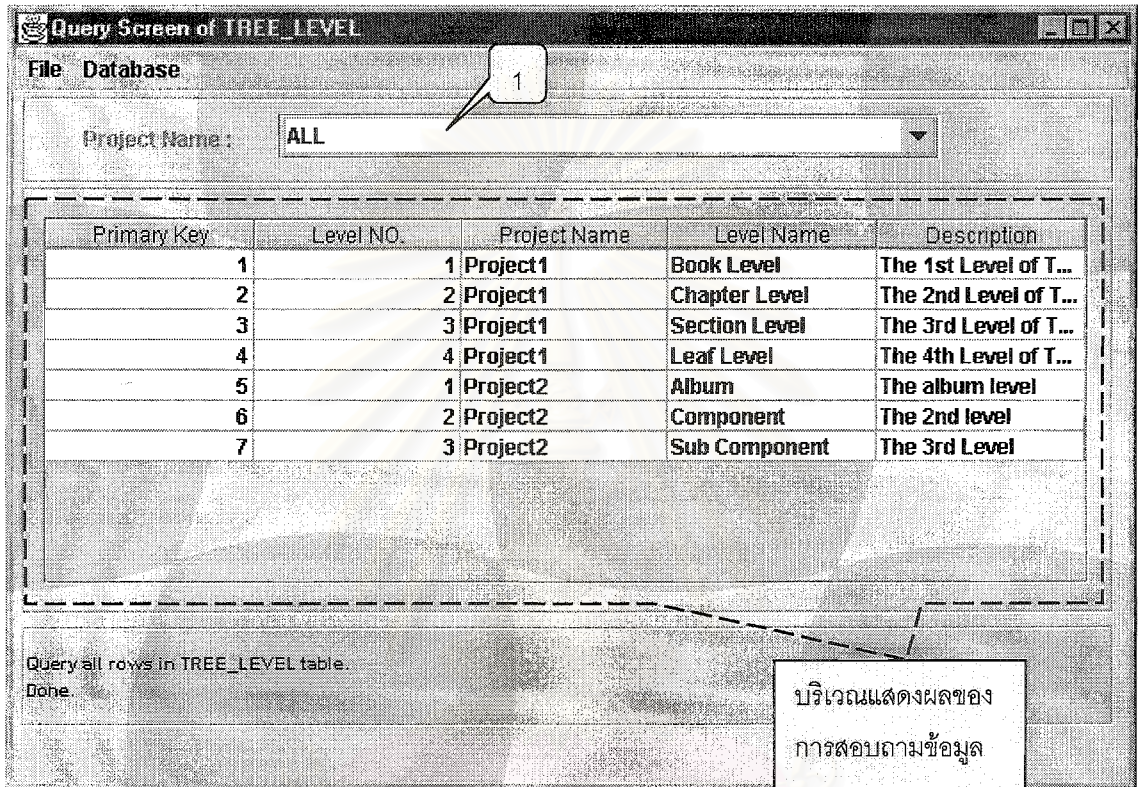 Query Screen of TREE_LEVEL
File Database
1
Project Name : ALL
Primary Key Level NO. Project Name Level Name Description
1 1 Project1 Book Level The 1st Level of T...
2 2 Project1 Chapter Level The 2nd Level of T...
3 3 Project1 Section Level The 3rd Level of T...
4 4 Project1 Leaf Level The 4th Level of T...
5 1 Project2 Album The album level
6 2 Project2 Component The 2nd level
7 3 Project2 Sub Component The 3rd Level
Query all rows in TREE_LEVEL table.
Done.
บริเวณแสดงผลของ
การสอบถามข้อมูล